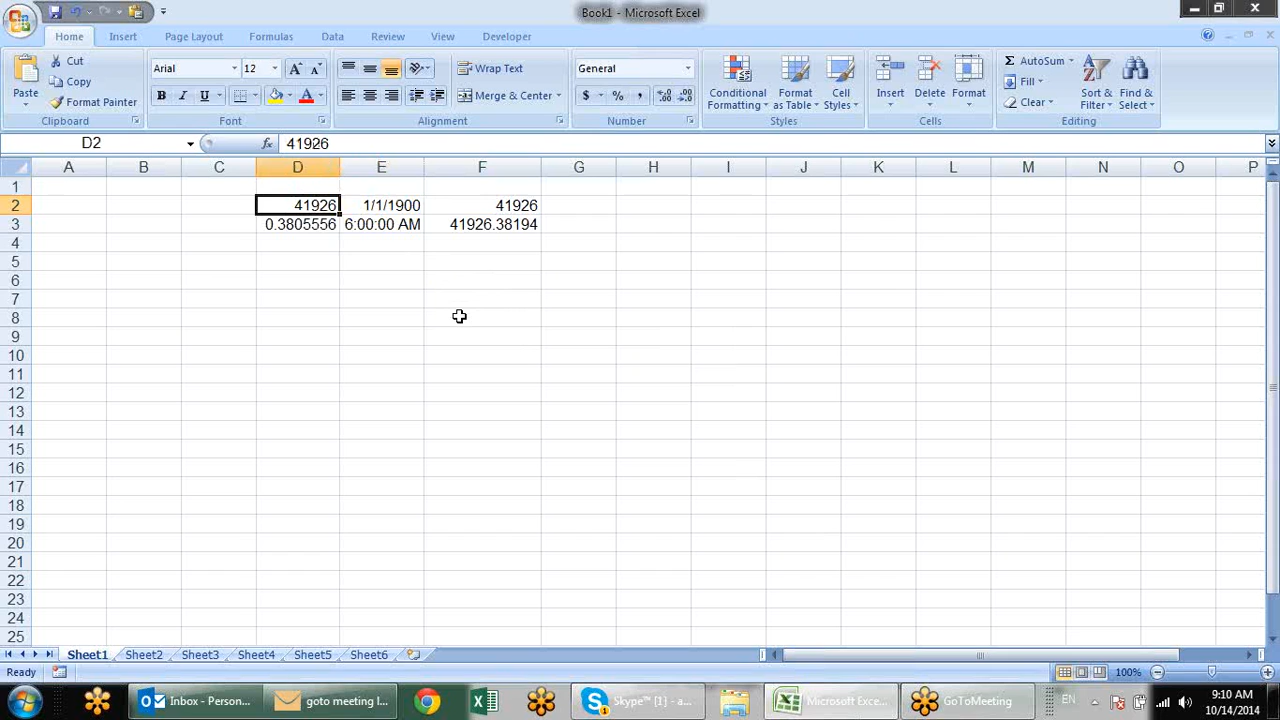 Book1 - Microsoft Excel
Home Insert Page Layout Formulas Data Review View Developer
Paste
Cut
Copy
Format Painter
Clipboard
Arial 12
B I U
Font
Wrap Text
Merge & Center
Alignment
General
$ % ,
Number
Conditional Formatting
Format as Table
Cell Styles
Styles
Insert Delete Format
Cells
Σ AutoSum
Fill
Clear
Sort & Filter
Find & Select
Editing
D2 fx 41926
A B C D E F G H I J K L M N O P
1
2 41926 1/1/1900 41926
3 0.3805556 6:00:00 AM 41926.38194
4
5
6
7
8
9
10
11
12
13
14
15
16
17
18
19
20
21
22
23
24
25
Sheet1 Sheet2 Sheet3 Sheet4 Sheet5 Sheet6
Ready 100%
Inbox - Person... goto meeting l... Skype™ [1] - a... Microsoft Exce... GoToMeeting EN 9:10 AM
10/14/2014